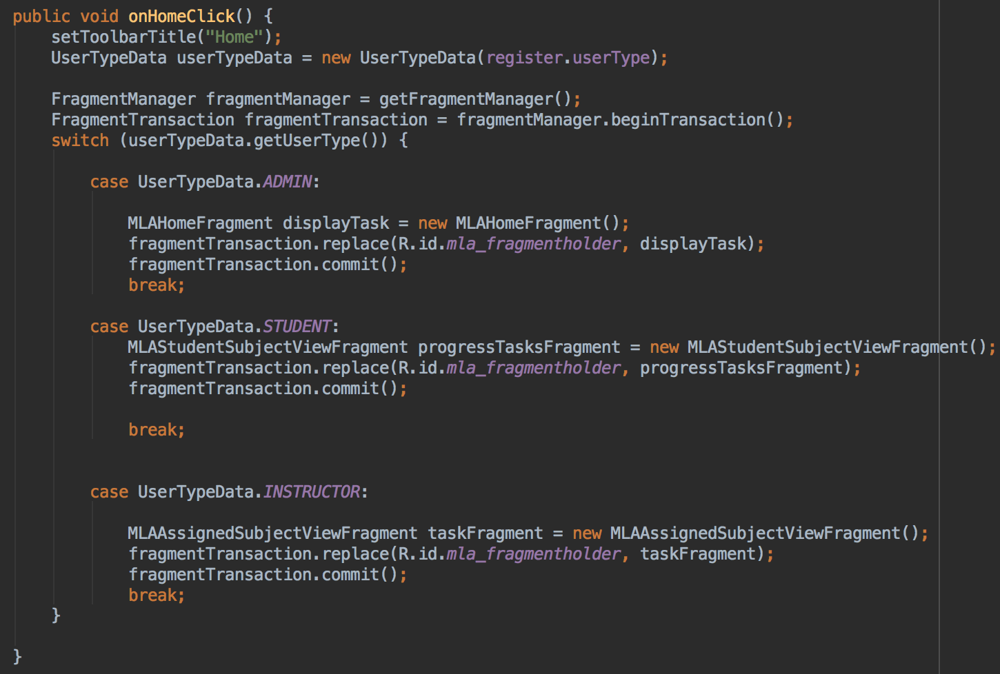 public void onHomeClick() {
    setToolbarTitle("Home");
    UserTypeData userTypeData = new UserTypeData(register.userType);
    FragmentManager fragmentManager = getFragmentManager();
    FragmentTransaction fragmentTransaction = fragmentManager.beginTransaction();
    switch (userTypeData.getUserType()) {
        case UserTypeData.ADMIN:
            MLAHomeFragment displayTask = new MLAHomeFragment();
            fragmentTransaction.replace(R.id.mla_fragmentholder, displayTask);
            fragmentTransaction.commit();
            break;
        case UserTypeData.STUDENT:
            MLAStudentSubjectViewFragment progressTasksFragment = new MLAStudentSubjectViewFragment();
            fragmentTransaction.replace(R.id.mla_fragmentholder, progressTasksFragment);
            fragmentTransaction.commit();
            break;
        case UserTypeData.INSTRUCTOR:
            MLAAssignedSubjectViewFragment taskFragment = new MLAAssignedSubjectViewFragment();
            fragmentTransaction.replace(R.id.mla_fragmentholder, taskFragment);
            fragmentTransaction.commit();
            break;
    }
}